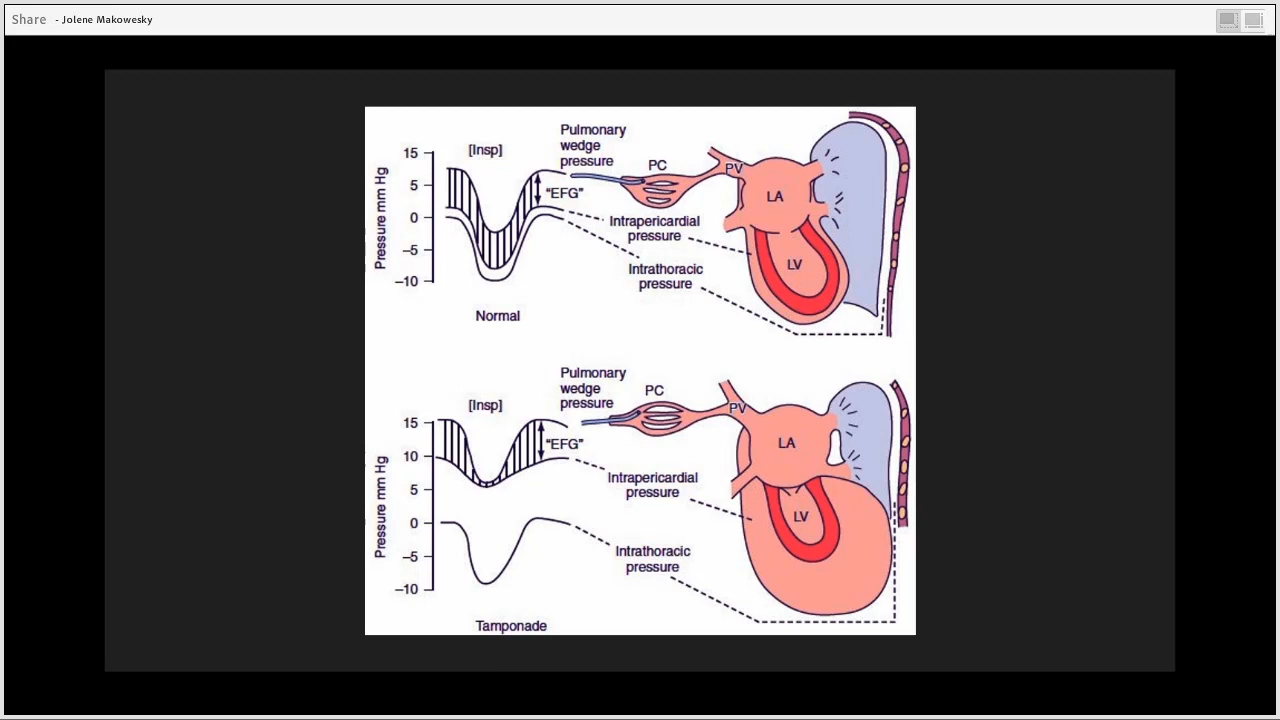 Share - Jolene Makowesky
Pulmonary
wedge
pressure
[Insp]
PC
PV
LA
LV
15
5
0
–5
–10
Pressure mm Hg
"EFG"
Intrapericardial
pressure
Intrathoracic
pressure
Normal
Pulmonary
wedge
pressure
[Insp]
PC
PV
LA
LV
15
10
5
0
–5
–10
Pressure mm Hg
"EFG"
Intrapericardial
pressure
Intrathoracic
pressure
Tamponade